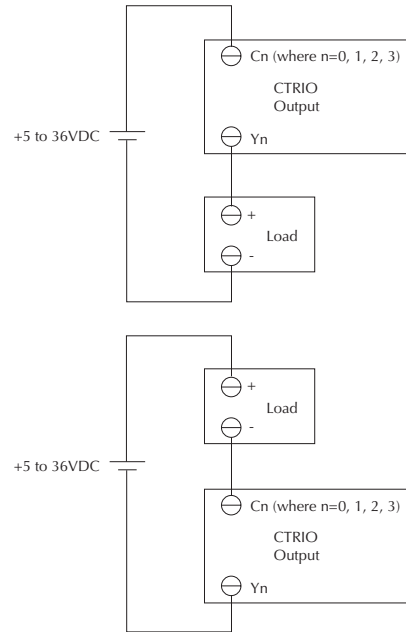 Cn (where n=0, 1, 2, 3)
CTRIO
Output
+5 to 36VDC
Yn
+
Load
-
+
Load
-
+5 to 36VDC
Cn (where n=0, 1, 2, 3)
CTRIO
Output
Yn